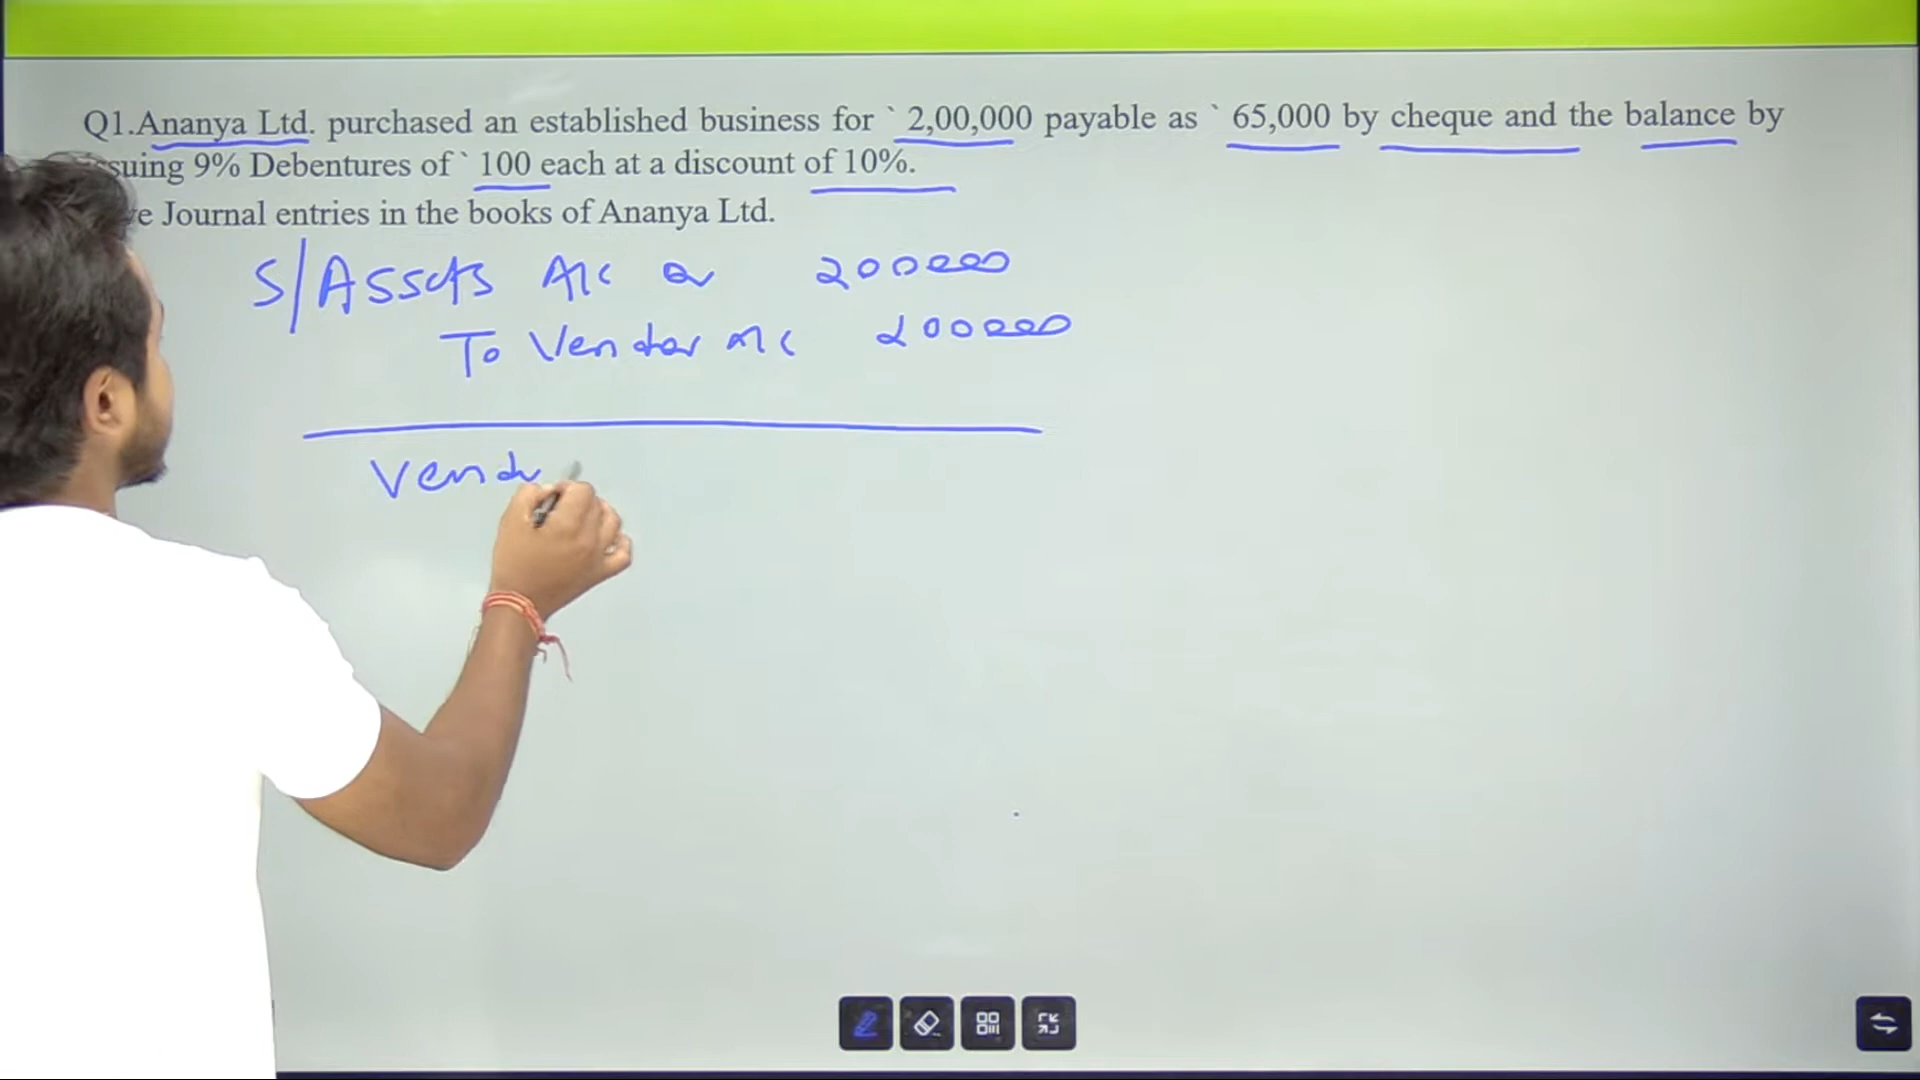 Q1.Ananya Ltd. purchased an established business for ` 2,00,000 payable as ` 65,000 by cheque and the balance by
suing 9% Debentures of ` 100 each at a discount of 10%.
e Journal entries in the books of Ananya Ltd.
S/Assets A/c Dr 200000
To Vendor A/c 200000
Vend